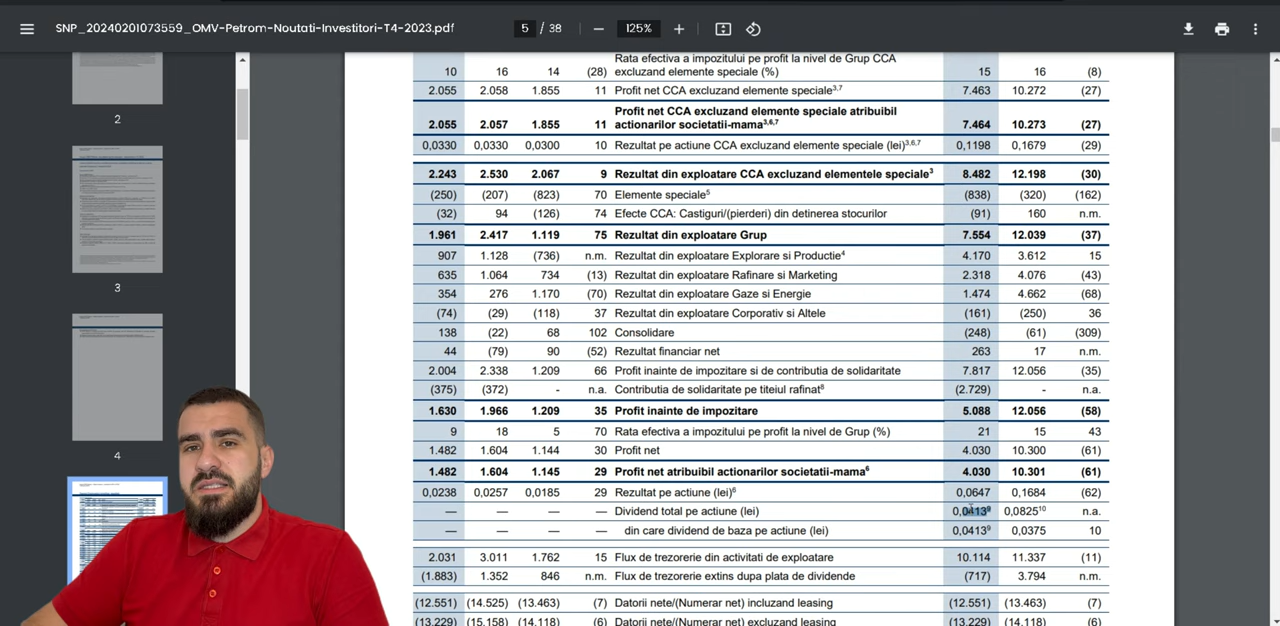 SNP_20240201073559_OMV-Petrom-Noutati-Investitori-T4-2023.pdf 5 / 38 125%
2
3
4
Rata efectiva a impozitului pe profit la nivel de Grup CCA
10 16 14 (28) excluzand elemente speciale (%) 15 16 (8)
2.055 2.058 1.855 11 Profit net CCA excluzand elemente speciale³,⁷ 7.463 10.272 (27)
Profit net CCA excluzand elemente speciale atribuibil
2.055 2.057 1.855 11 actionarilor societatii-mama³,⁶,⁷ 7.464 10.273 (27)
0,0330 0,0330 0,0300 10 Rezultat pe actiune CCA excluzand elemente speciale (lei)³,⁶,⁷ 0,1198 0,1679 (29)
2.243 2.530 2.067 9 Rezultat din exploatare CCA excluzand elementele speciale³ 8.482 12.198 (30)
(250) (207) (823) 70 Elemente speciale⁵ (838) (320) (162)
(32) 94 (126) 74 Efecte CCA: Castiguri/(pierderi) din detinerea stocurilor (91) 160 n.m.
1.961 2.417 1.119 75 Rezultat din exploatare Grup 7.554 12.039 (37)
907 1.128 (736) n.m. Rezultat din exploatare Explorare si Productie⁴ 4.170 3.612 15
635 1.064 734 (13) Rezultat din exploatare Rafinare si Marketing 2.318 4.076 (43)
354 276 1.170 (70) Rezultat din exploatare Gaze si Energie 1.474 4.662 (68)
(74) (29) (118) 37 Rezultat din exploatare Corporativ si Altele (161) (250) 36
138 (22) 68 102 Consolidare (248) (61) (309)
44 (79) 90 (52) Rezultat financiar net 263 17 n.m.
2.004 2.338 1.209 66 Profit inainte de impozitare si de contributia de solidaritate 7.817 12.056 (35)
(375) (372) - n.a. Contributia de solidaritate pe titeiul rafinat⁸ (2.729) - n.a.
1.630 1.966 1.209 35 Profit inainte de impozitare 5.088 12.056 (58)
9 18 5 70 Rata efectiva a impozitului pe profit la nivel de Grup (%) 21 15 43
1.482 1.604 1.144 30 Profit net 4.030 10.300 (61)
1.482 1.604 1.145 29 Profit net atribuibil actionarilor societatii-mama⁶ 4.030 10.301 (61)
0,0238 0,0257 0,0185 29 Rezultat pe actiune (lei)⁶ 0,0647 0,1684 (62)
— — — — Dividend total pe actiune (lei) 0,0413⁹ 0,0825¹⁰ n.a.
— — — — din care dividend de baza pe actiune (lei) 0,0413⁹ 0,0375 10
2.031 3.011 1.762 15 Flux de trezorerie din activitati de exploatare 10.114 11.337 (11)
(1.883) 1.352 846 n.m. Flux de trezorerie extins dupa plata de dividende (717) 3.794 n.m.
(12.551) (14.525) (13.463) (7) Datorii nete/(Numerar net) incluzand leasing (12.551) (13.463) (7)
(13.229) (15.158) (14.118) (6) Datorii nete/(Numerar net) excluzand leasing (13.229) (14.118) (6)